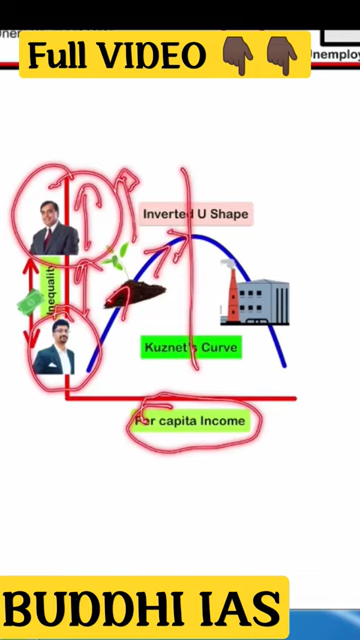 Full VIDEO
Unemploy
Inverted U Shape
Inequality
Kuznet's Curve
Per capita Income
BUDDHI IAS